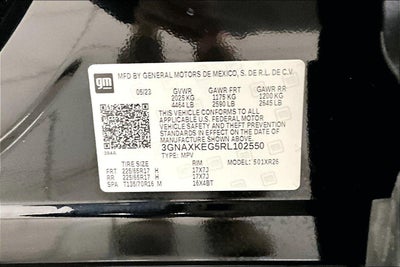 gm
MFD BY GENERAL MOTORS DE MEXICO, S. DE R.L. DE C.V.
05/23 GVWR GAWR FRT GAWR RR
2025 KG 1175 KG 1200 KG
4464 LB 2590 LB 2645 LB
THIS VEHICLE CONFORMS TO ALL APPLICABLE
U.S. FEDERAL MOTOR VEHICLE SAFETY, BUMPER,
AND THEFT PREVENTION STANDARDS IN EFFECT ON
THE DATE OF MANUFACTURE SHOWN ABOVE.
3GNAXKEG5RL102550
TYPE: MPV MODEL: 501XR26
TIRE SIZE RIM
FRT 225/65R17 H 17X7J
RR 225/65R17 H 17X7J
SPA T135/70R16 M 16X4BT